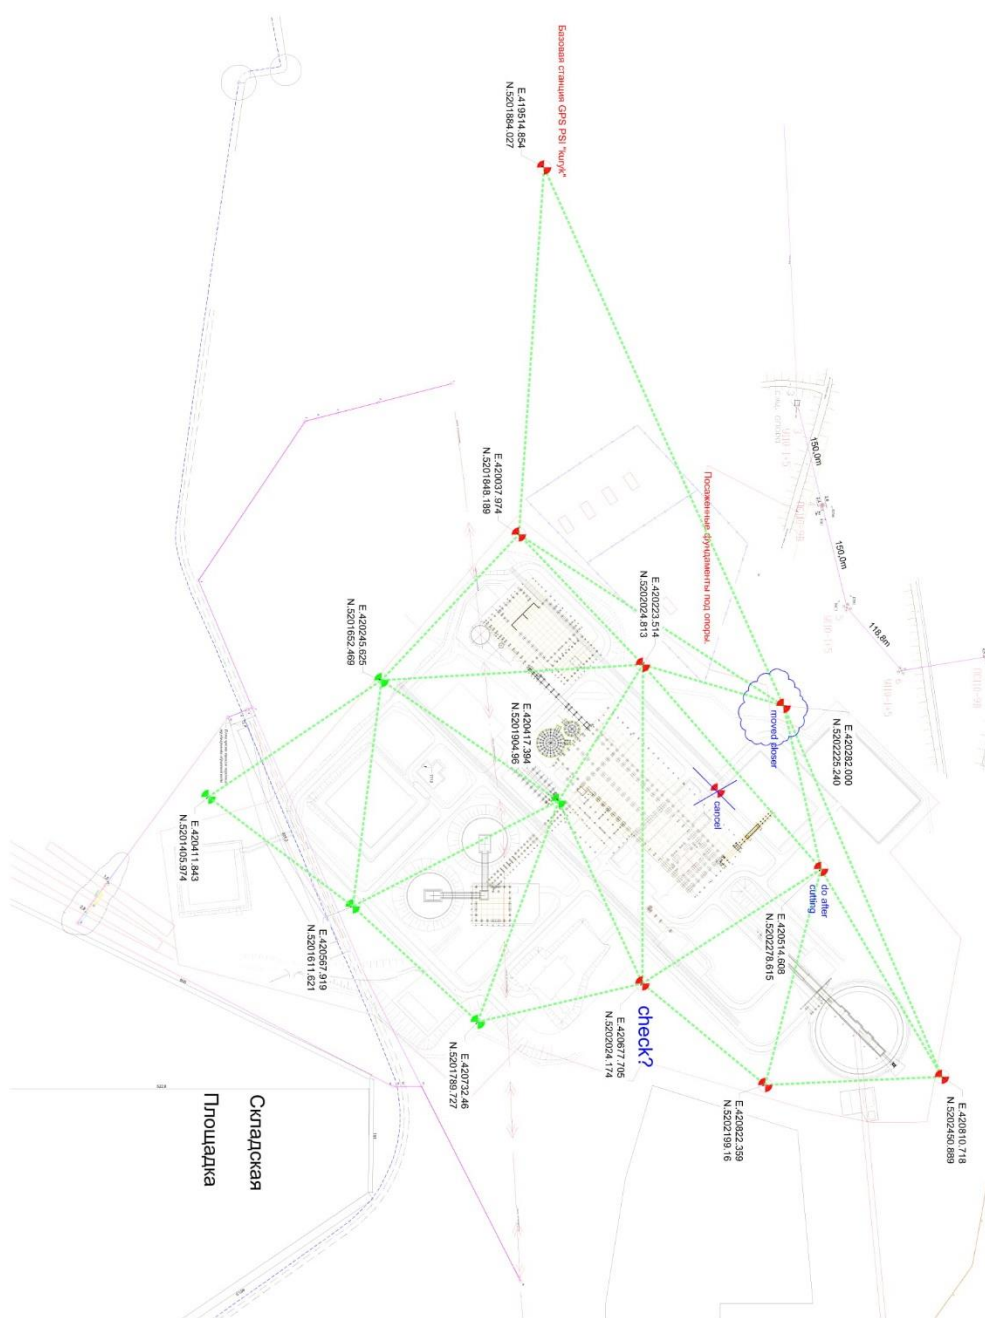 Базовая станция GPS PSI "kuryk"
E.419514.854
N.5201884.027
150,0m
150,0m
118,8m
Посаженные фундаменты под опоры.
E.420037.974
N.5201848.189
E.420223.514
N.5202024.813
E.420245.625
N.5201652.469
E.420282.000
N.5202225.240
moved closer
E.420417.394
N.5201904.96
cancel
E.420411.843
N.5201405.974
do after
cutting
E.420514.608
N.5202278.615
E.420567.919
N.5201611.621
check?
E.420677.705
N.5202024.174
E.420732.46
N.5201789.727
E.420822.359
N.5202199.16
E.420810.718
N.5202450.889
Складская
Площадка